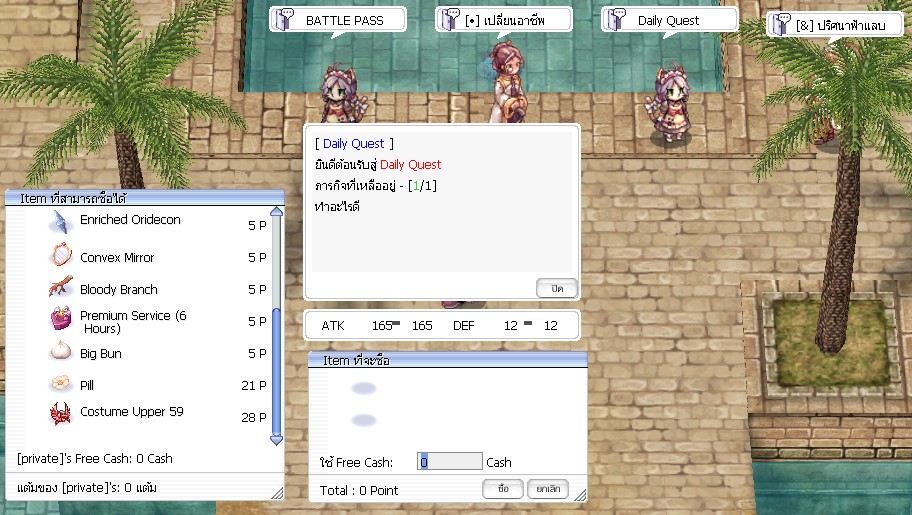 BATTLE PASS
[•] เปลี่ยนอาชีพ
Daily Quest
[&] ปริศนาฟ้าแลบ
[ Daily Quest ]
ยินดีต้อนรับสู่ Daily Quest
ภารกิจที่เหลืออยู่ - [1/1]
ทำอะไรดี
ปิด
ATK 165 = 165 DEF 12 = 12
Item ที่สามารถซื้อได้
Enriched Oridecon 5 P
Convex Mirror 5 P
Bloody Branch 5 P
Premium Service (6 Hours) 5 P
Big Bun 5 P
Pill 21 P
Costume Upper 59 28 P
[private]'s Free Cash: 0 Cash
แต้มของ [private]'s: 0 แต้ม
Item ที่จะซื้อ
ใช้ Free Cash: 0 Cash
Total : 0 Point
ซื้อ
ยกเลิก